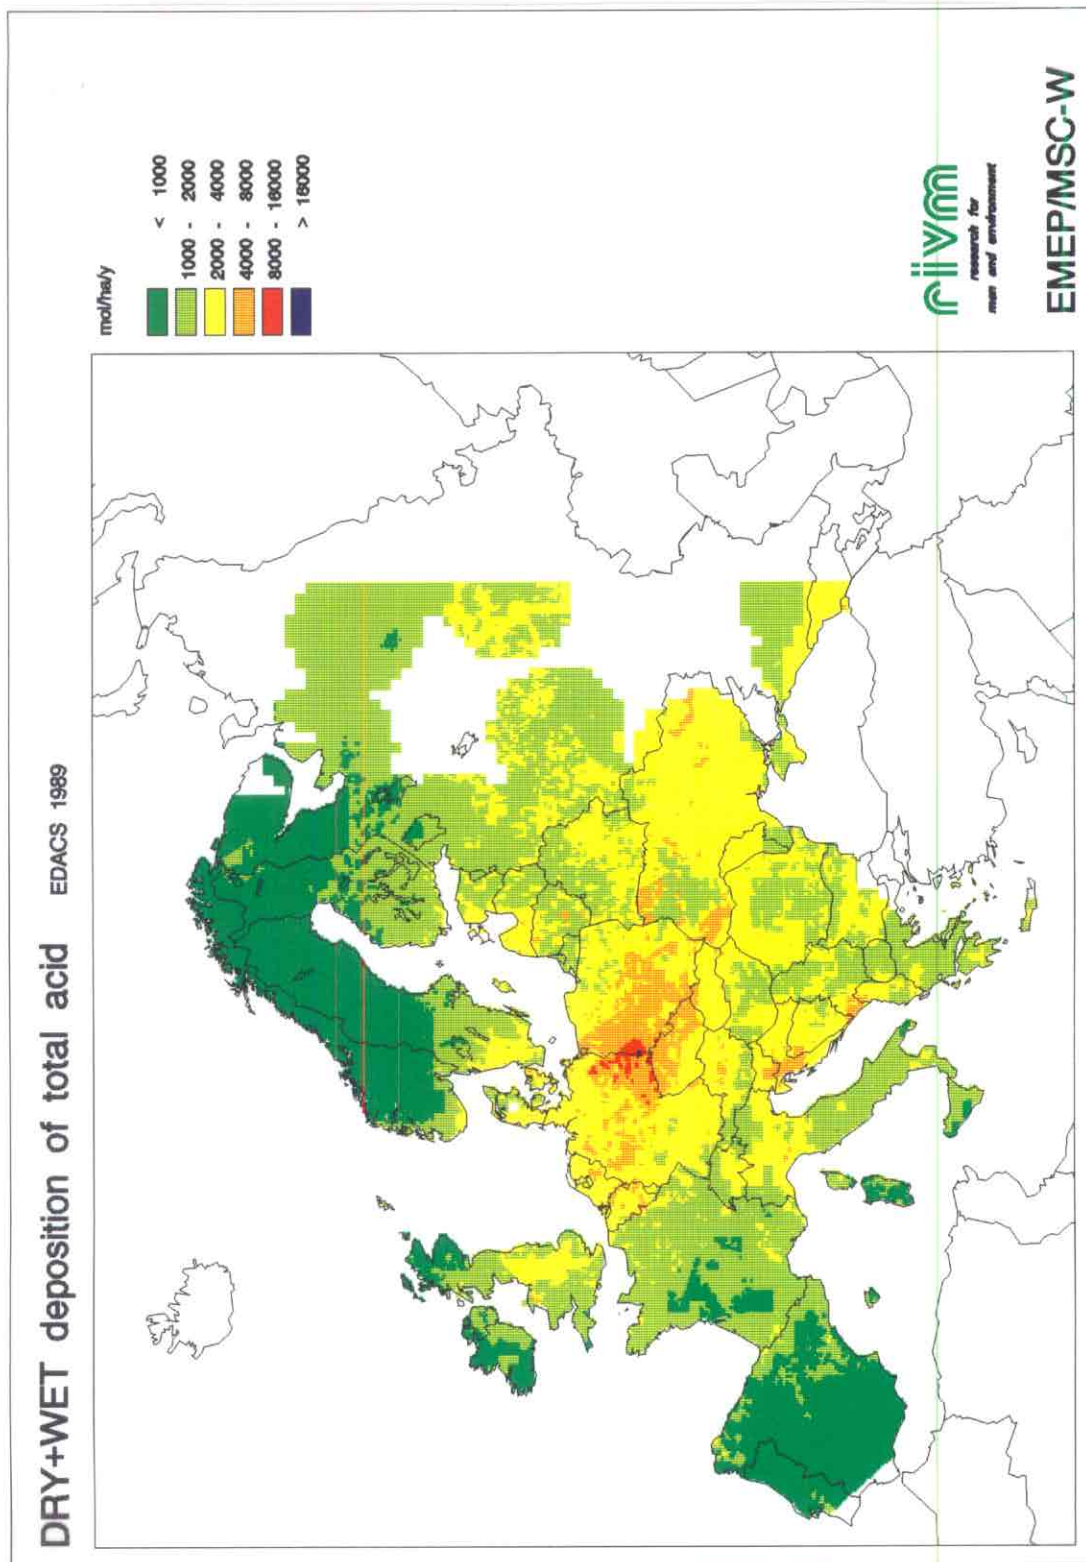 DRY+WET deposition of total acid EDACS 1989
mol/ha/y
< 1000
1000 - 2000
2000 - 4000
4000 - 8000
8000 - 16000
> 16000
riivm
research for
man and environment
EMEP/MSC-W